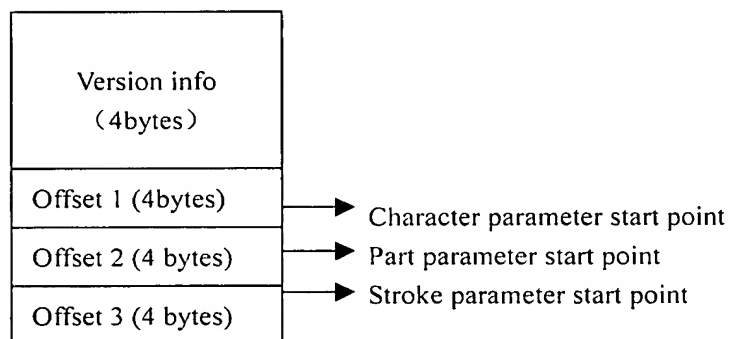 Version info
（4bytes）
Offset 1 (4bytes)
Character parameter start point
Offset 2 (4 bytes)
Part parameter start point
Stroke parameter start point
Offset 3 (4 bytes)